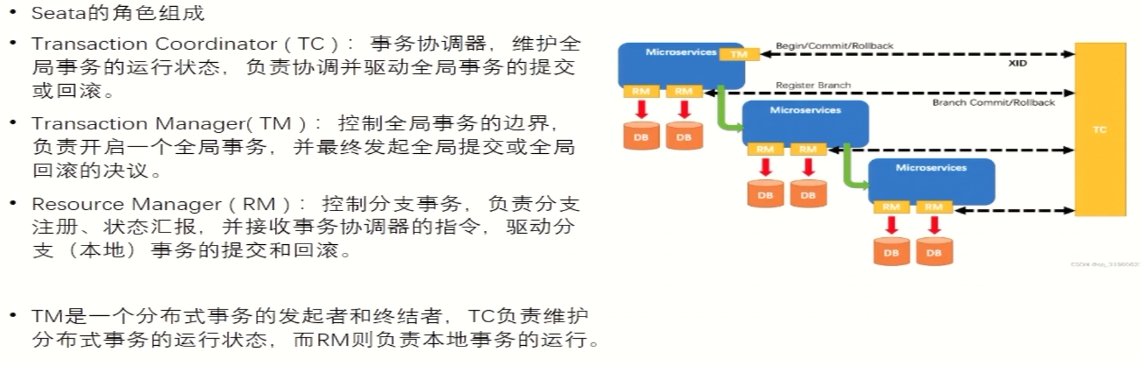 • Seata的角色组成
• Transaction Coordinator ( TC ) ： 事务协调器，维护全
局事务的运行状态，负责协调并驱动全局事务的提交
或回滚。
• Transaction Manager( TM ) ： 控制全局事务的边界，
负责开启一个全局事务，并最终发起全局提交或全局
回滚的决议。
• Resource Manager ( RM ) ： 控制分支事务，负责分支
注册、状态汇报，并接收事务协调器的指令，驱动分
支（本地）事务的提交和回滚。
• TM是一个分布式事务的发起者和终结者，TC负责维护
分布式事务的运行状态，而RM则负责本地事务的运行。
Microservices
TM
Begin/Commit/Rollback
XID
RM RM
Register Branch
Branch Commit/Rollback
DB DB
Microservices
TC
RM RM
DB DB
Microservices
RM RM
DB DB